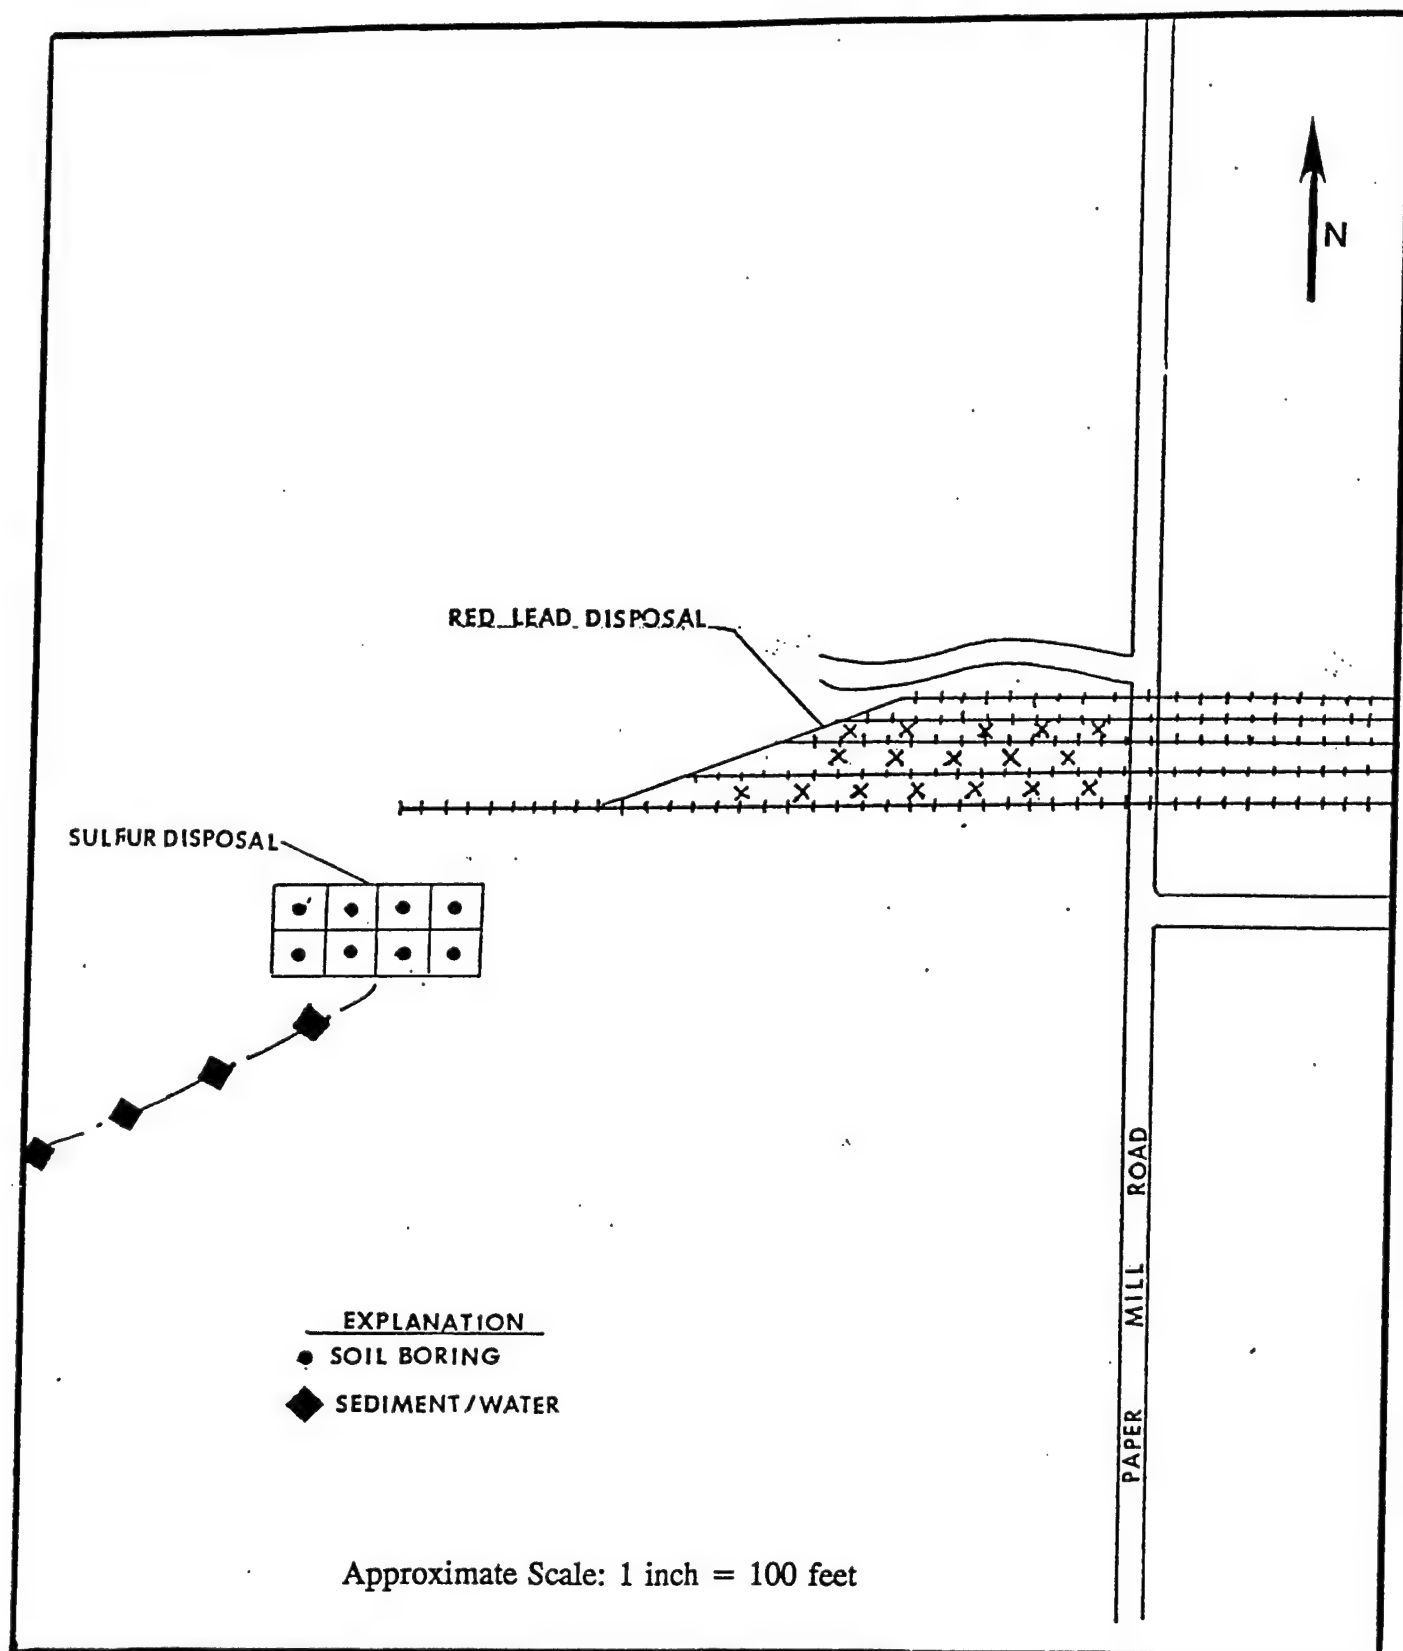 N
RED LEAD DISPOSAL
SULFUR DISPOSAL
EXPLANATION
SOIL BORING
SEDIMENT/WATER
PAPER MILL ROAD
Approximate Scale: 1 inch = 100 feet